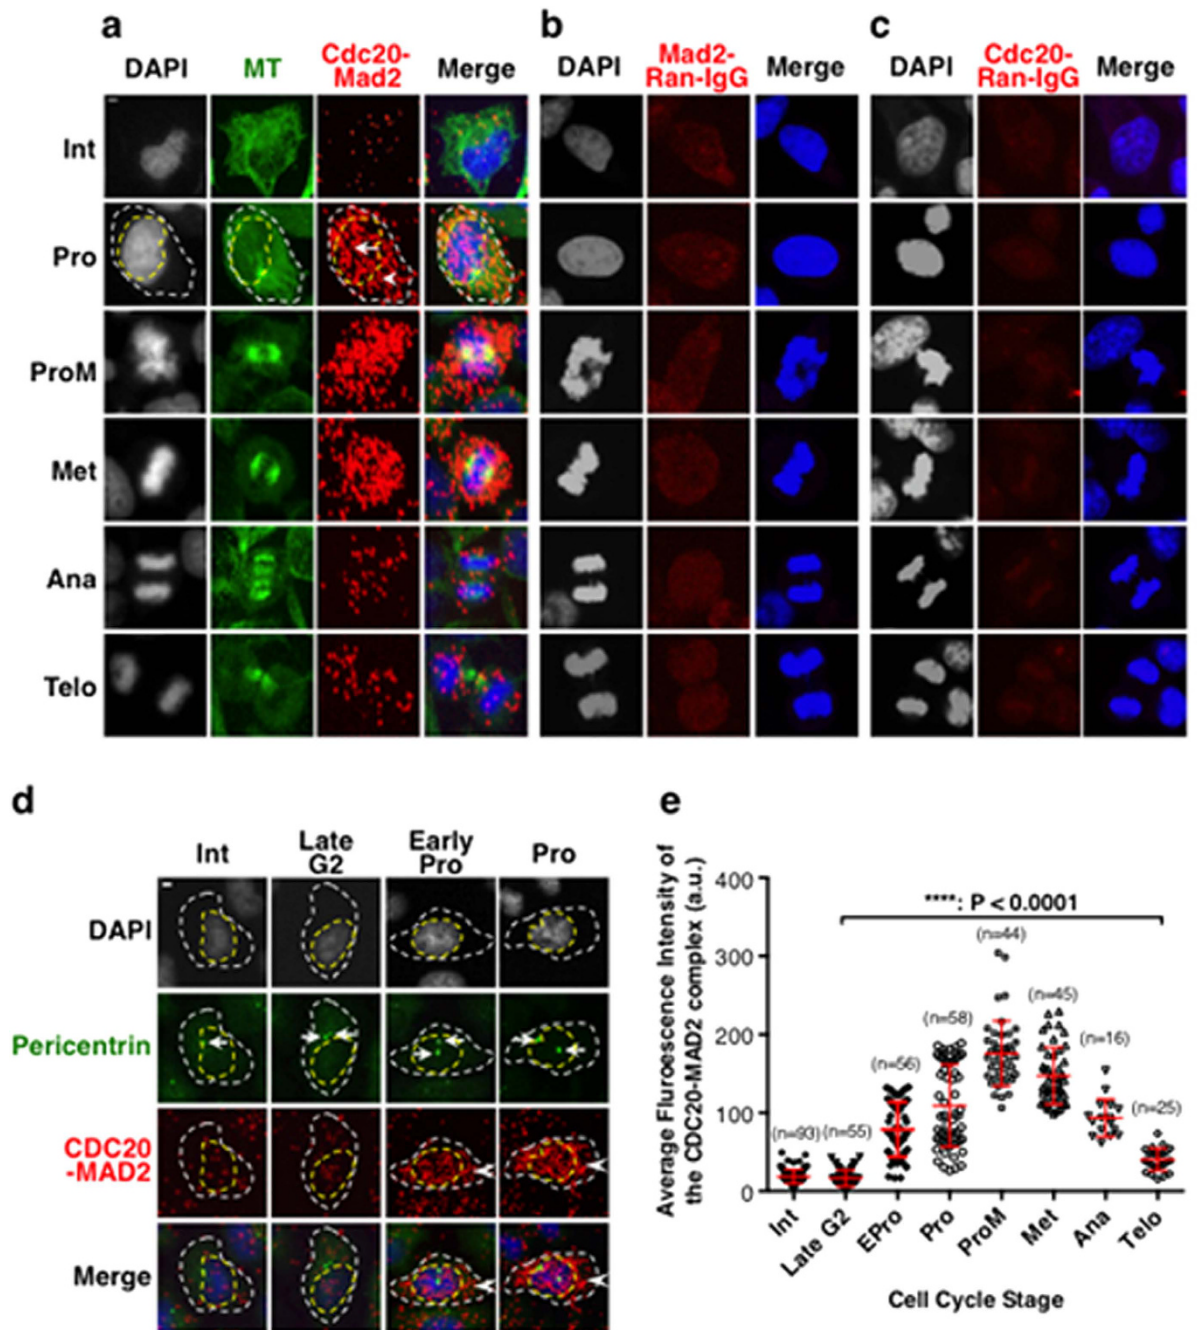 a
b
c
DAPI
MT
Cdc20-
Mad2
Merge
DAPI
Mad2-
Ran-IgG
Merge
DAPI
Cdc20-
Ran-IgG
Merge
Int
Pro
ProM
Met
Ana
Telo
d
Int
Late
G2
Early
Pro
Pro
DAPI
Pericentrin
CDC20
-MAD2
Merge
e
Average Fluroescence Intensity of
the CDC20-MAD2 complex (a.u.)
400
300
200
100
0
****: P < 0.0001
(n=93)
(n=55)
(n=56)
(n=58)
(n=44)
(n=45)
(n=16)
(n=25)
Int
Late G2
EPro
Pro
ProM
Met
Ana
Telo
Cell Cycle Stage